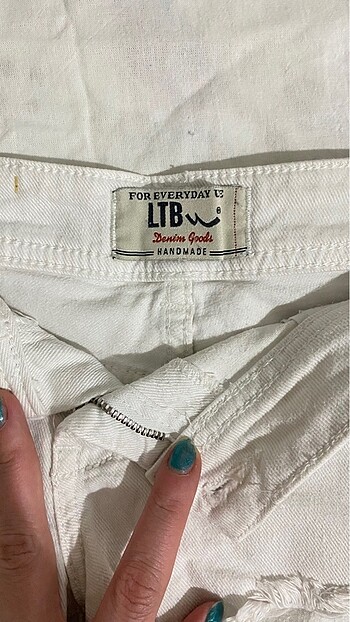 FOR EVERYDAY U
LTB ®
Denim Goods
HANDMADE